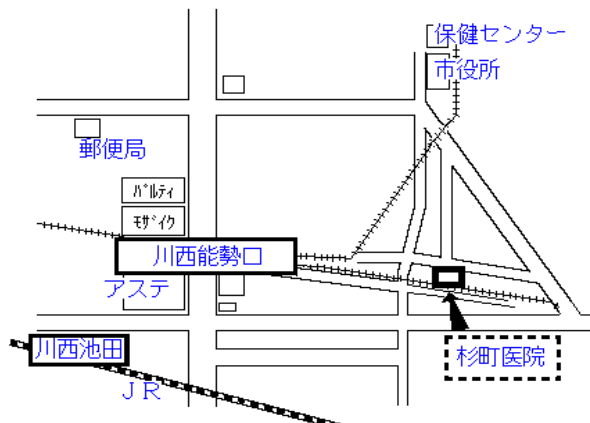 保健センター
市役所
郵便局
パルティ
モザイク
川西能勢口
アステ
川西池田
杉町医院
JR